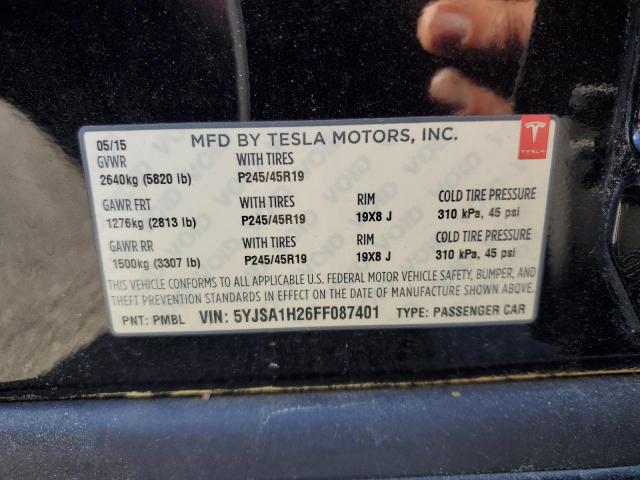 05/15 MFD BY TESLA MOTORS, INC. TESLA
GVWR WITH TIRES
2640kg (5820 lb) P245/45R19
GAWR FRT WITH TIRES RIM COLD TIRE PRESSURE
1276kg (2813 lb) P245/45R19 19X8 J 310 kPa, 45 psi
GAWR RR WITH TIRES RIM COLD TIRE PRESSURE
1500kg (3307 lb) P245/45R19 19X8 J 310 kPa, 45 psi
THIS VEHICLE CONFORMS TO ALL APPLICABLE U.S. FEDERAL MOTOR VEHICLE SAFETY, BUMPER, AND
THEFT PREVENTION STANDARDS IN EFFECT ON THE DATE OF MANUFACTURE SHOWN ABOVE.
PNT: PMBL VIN: 5YJSA1H26FF087401 TYPE: PASSENGER CAR